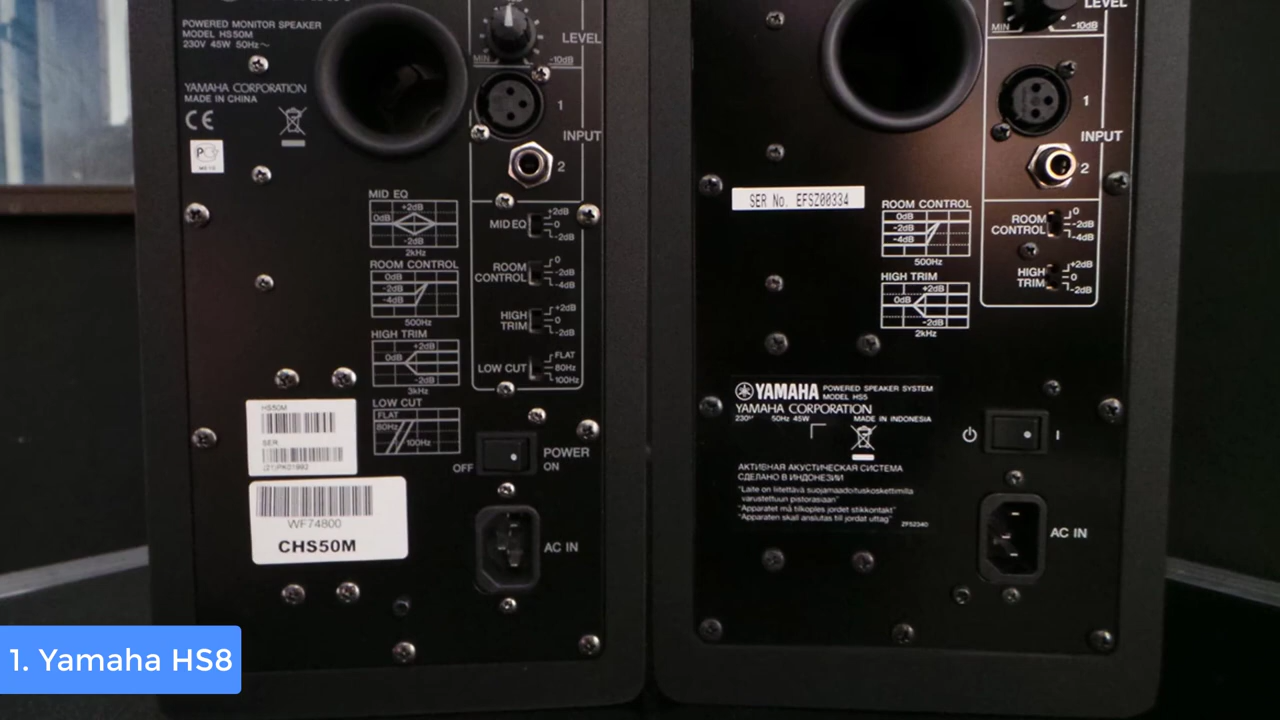 POWERED MONITOR SPEAKER
MODEL HS50M
230V 45W 50Hz~
YAMAHA CORPORATION
MADE IN CHINA
CE
LEVEL
MIN
-10dB
1
INPUT
2
MID EQ
+2dB
0dB
-2dB
2kHz
ROOM CONTROL
0dB
-2dB
-4dB
500Hz
HIGH TRIM
+2dB
0dB
-2dB
3kHz
LOW CUT
FLAT
80Hz
100Hz
MID EQ
+2dB
0
-2dB
ROOM CONTROL
0
-2dB
-4dB
HIGH TRIM
+2dB
0
-2dB
LOW CUT
FLAT
80Hz
100Hz
HS50M
SER
WF74800
CHS50M
POWER
OFF
ON
AC IN
LEVEL
MIN
-10dB
1
INPUT
2
SER No. EFSZ00334
ROOM CONTROL
0dB
-2dB
-4dB
500Hz
HIGH TRIM
+2dB
0dB
-2dB
2kHz
ROOM CONTROL
0
-2dB
-4dB
HIGH TRIM
+2dB
0
-2dB
YAMAHA POWERED SPEAKER SYSTEM
MODEL HS5
YAMAHA CORPORATION
230V 50Hz 45W MADE IN INDONESIA
АКТИВНАЯ АКУСТИЧЕСКАЯ СИСТЕМА
СДЕЛАНО В ИНДОНЕЗИИ
"Laite on liitettävä suojamaadoituskoskettimilla
varustettuun pistorasiaan"
"Apparatet må tilkoples jordet stikkontakt"
"Apparaten skall anslutas till jordat uttag"
ZF52340
I
AC IN
1. Yamaha HS8